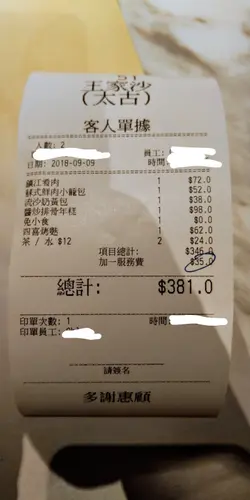 21
王家沙
(太古)
客人單據
人數: 2
員工:
日期: 2018-09-09 時間:
鎮江肴肉 1 $72.0
蘇式鮮肉小籠包 1 $52.0
流沙奶黃包 1 $38.0
醬炒排骨年糕 1 $98.0
免小食 1 $0.0
四喜烤麩 1 $62.0
茶 / 水 $12 2 $24.0
項目總計: $346.0
加一服務費 $35.0
總計: $381.0
印單次數: 1 時間:
印單員工:
請簽名
多謝惠顧